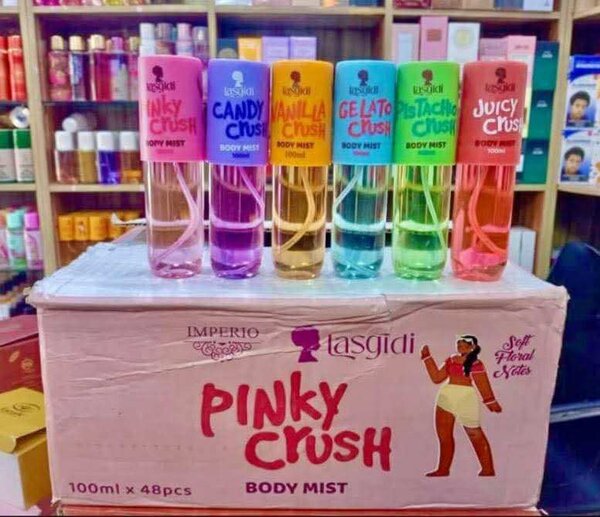 lasgidi
PINKY
CRUSH
BODY MIST
lasgidi
CANDY
CRUSH
BODY MIST
100ml
lasgidi
VANILLA
CRUSH
BODY MIST
100ml
lasgidi
GELATO
CRUSH
BODY MIST
lasgidi
PISTACHIO
CRUSH
BODY MIST
lasgidi
JUICY
CRUSH
BODY MIST
100ml
IMPERIO
lasgidi
Soft
Floral
Notes
PINKY
CRUSH
100ml x 48pcs
BODY MIST